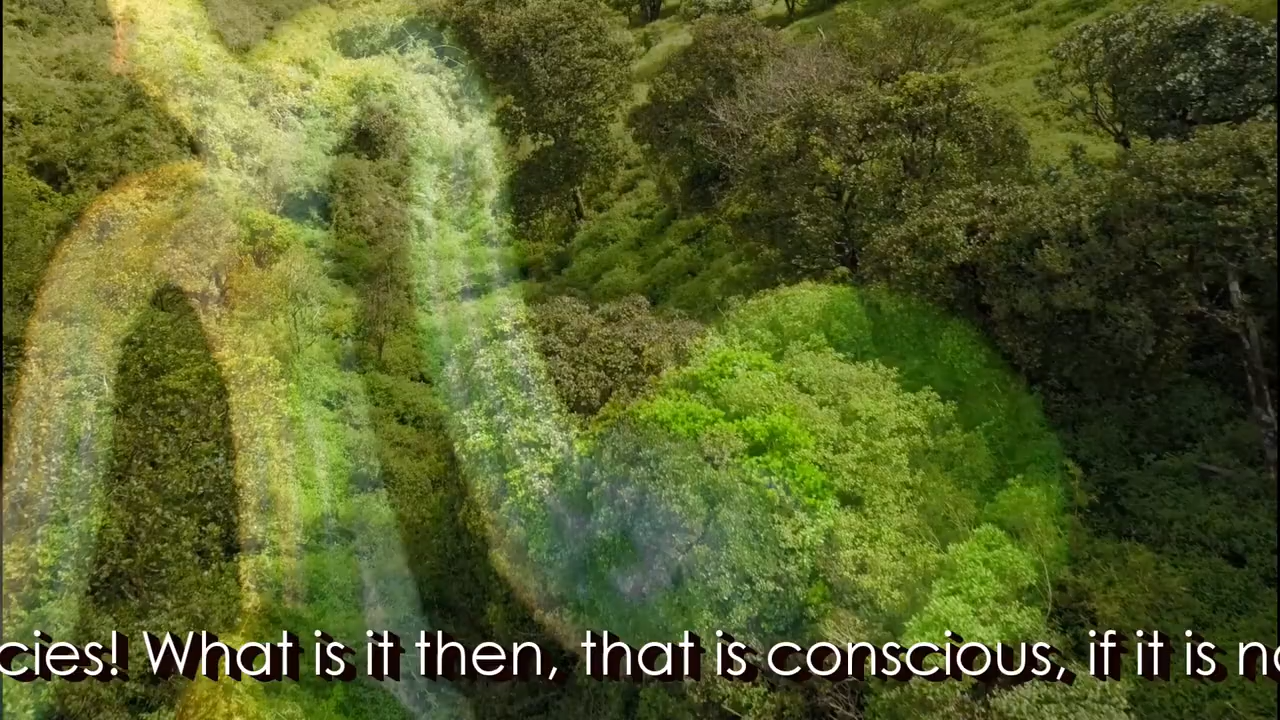 cies! What is it then, that is conscious, if it is no